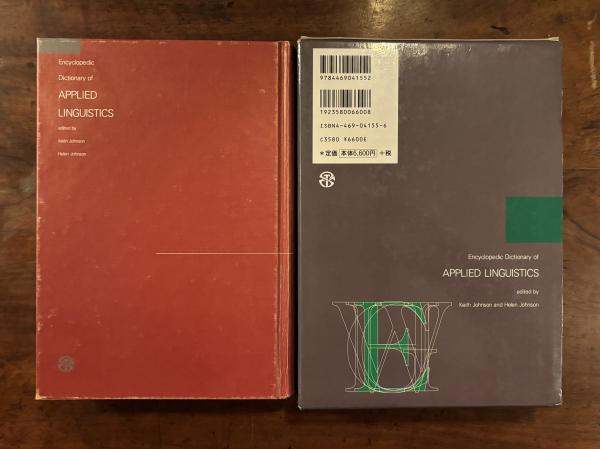 Encyclopedic
Dictionary of
APPLIED
LINGUISTICS
edited by
Keith Johnson
Helen Johnson
9784469041552
1923580066008
ISBN4-469-04155-6
C3580 ¥6600E
*定価 本体6,600円 +税
Encyclopedic Dictionary of
APPLIED LINGUISTICS
edited by
Keith Johnson and Helen Johnson